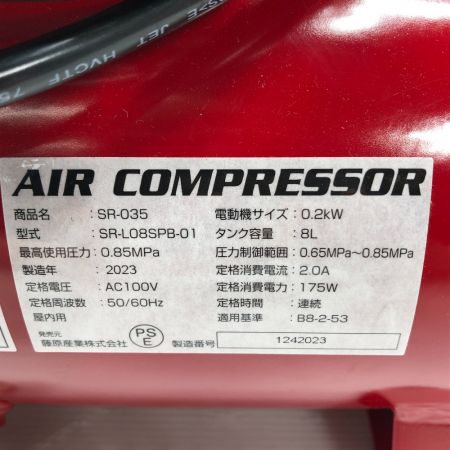 SSE JET HVCTF 75
AIR COMPRESSOR
商品名 : SR-035 電動機サイズ : 0.2kW
型式 : SR-L08SPB-01 タンク容量 : 8L
最高使用圧力 : 0.85MPa 圧力制御範囲 : 0.65MPa～0.85MPa
製造年 : 2023 定格消費電流 : 2.0A
定格電圧 : AC100V 定格消費電力 : 175W
定格周波数 : 50/60Hz 定格時間 : 連続
屋内用 適用基準 : B8-2-53
発売元 PS E
藤原産業株式会社 製造番号 1242023